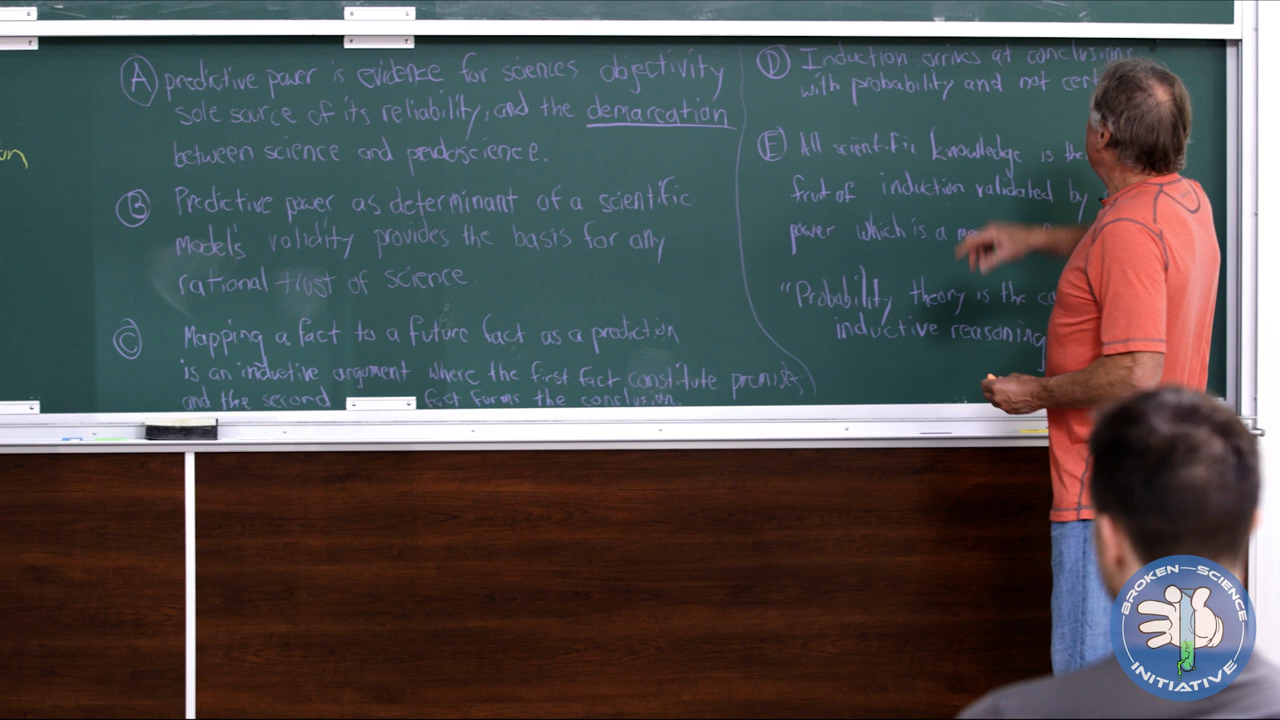 on
Ⓐ predictive power is evidence for sciences objectivity
sole source of its reliability, and the demarcation
between science and pevdoscience.
Ⓑ Predictive power as determinant of a scientific
model's validity provides the basis for any
rational trust of science.
Ⓒ Mapping a fact to a future fact as a prediction
is an inductive argument where the first fact constitute premises
and the second fact forms the conclusion.
Ⓓ Induction arrives at conclusions
with probability and not cert
Ⓔ All scientific knowledge is the
fruit of induction validated by
power which is a
"Probability theory is the co
inductive reasoning
BROKEN—SCIENCE
INITIATIVE